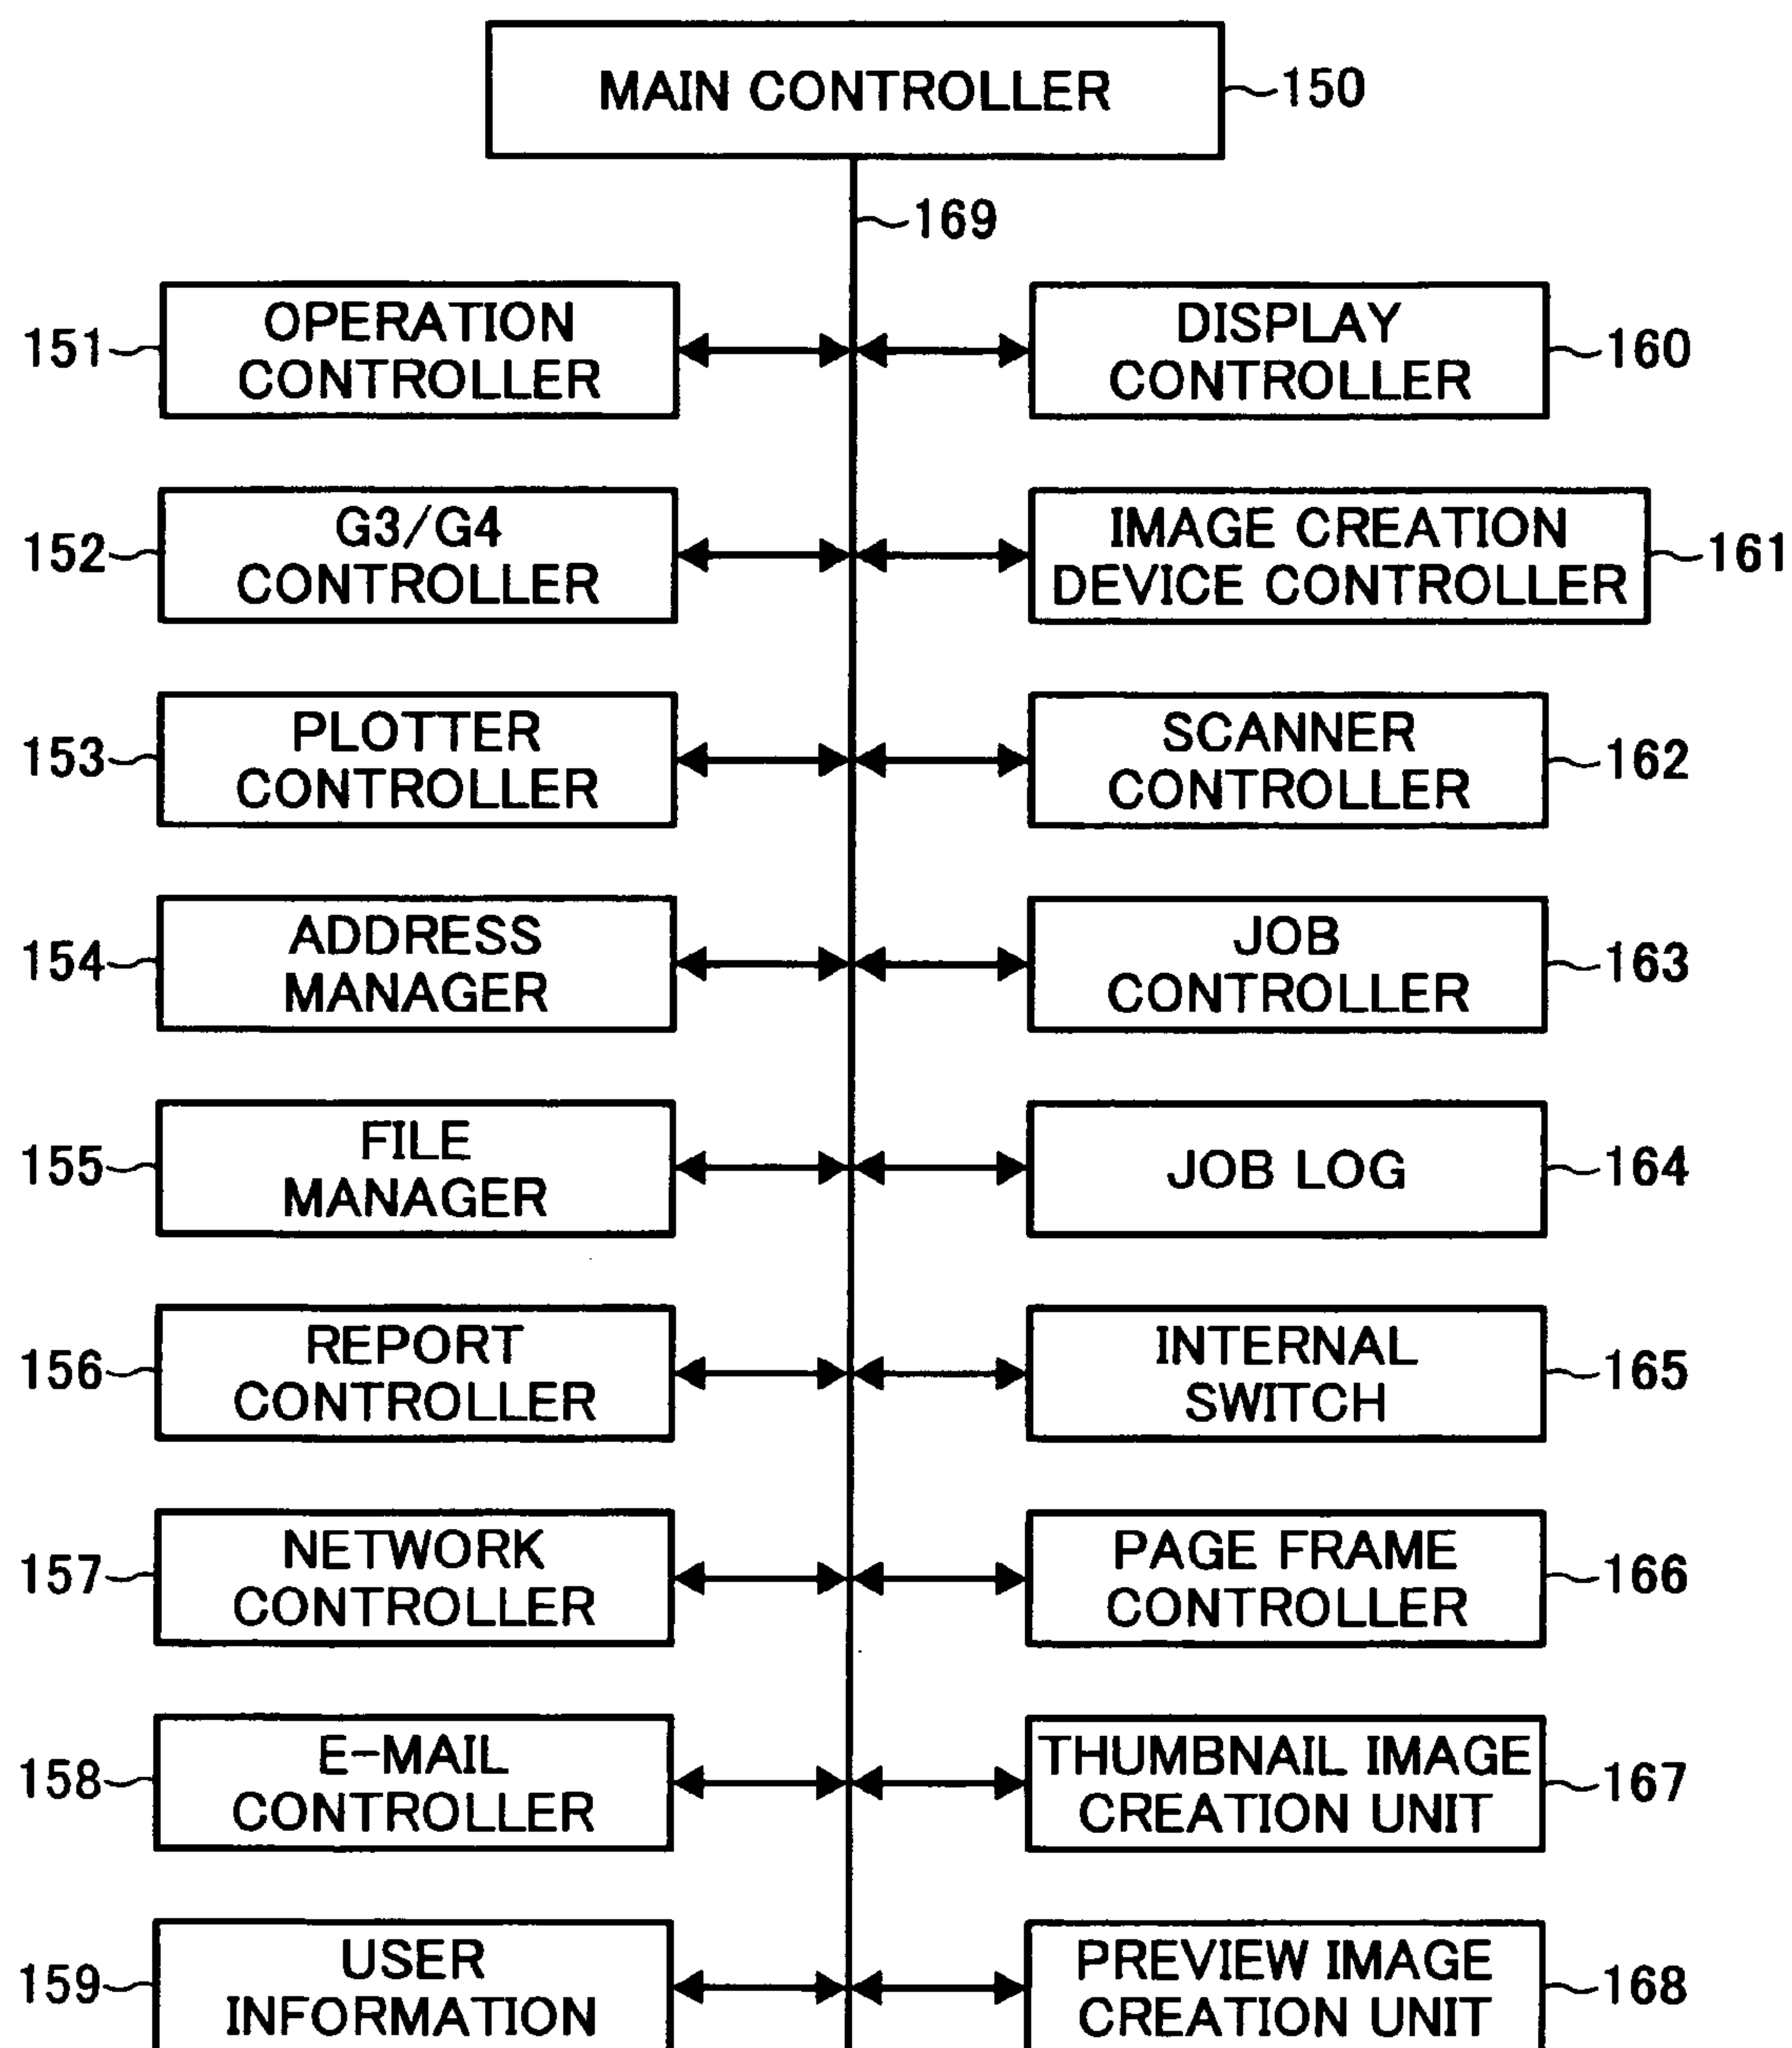 MAIN CONTROLLER
150
169
151
OPERATION
CONTROLLER
DISPLAY
CONTROLLER
160
152
G3/G4
CONTROLLER
IMAGE CREATION
DEVICE CONTROLLER
161
153
PLOTTER
CONTROLLER
SCANNER
CONTROLLER
162
154
ADDRESS
MANAGER
JOB
CONTROLLER
163
155
FILE
MANAGER
JOB LOG
164
156
REPORT
CONTROLLER
INTERNAL
SWITCH
165
157
NETWORK
CONTROLLER
PAGE FRAME
CONTROLLER
166
158
E-MAIL
CONTROLLER
THUMBNAIL IMAGE
CREATION UNIT
167
159
USER
INFORMATION
PREVIEW IMAGE
CREATION UNIT
168